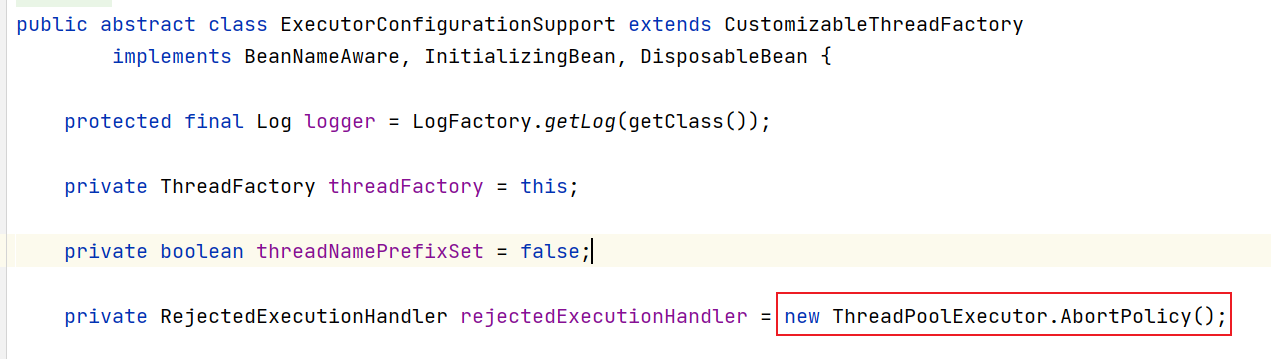 public abstract class ExecutorConfigurationSupport extends CustomizableThreadFactory
        implements BeanNameAware, InitializingBean, DisposableBean {
    protected final Log logger = LogFactory.getLog(getClass());
    private ThreadFactory threadFactory = this;
    private boolean threadNamePrefixSet = false;
    private RejectedExecutionHandler rejectedExecutionHandler = new ThreadPoolExecutor.AbortPolicy();